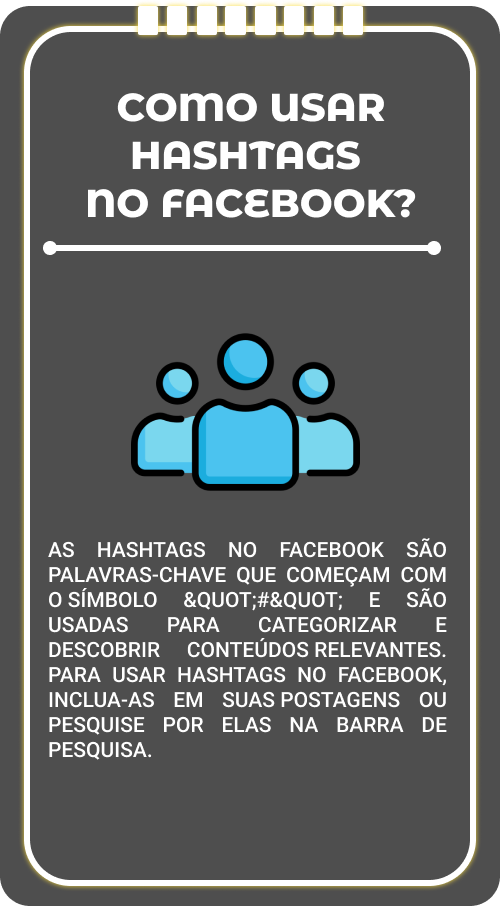 COMO USAR
HASHTAGS
NO FACEBOOK?
AS HASHTAGS NO FACEBOOK SÃO
PALAVRAS-CHAVE QUE COMEÇAM COM
O SÍMBOLO &QUOT;#&QUOT; E SÃO
USADAS PARA CATEGORIZAR E
DESCOBRIR CONTEÚDOS RELEVANTES.
PARA USAR HASHTAGS NO FACEBOOK,
INCLUA-AS EM SUAS POSTAGENS OU
PESQUISE POR ELAS NA BARRA DE
PESQUISA.